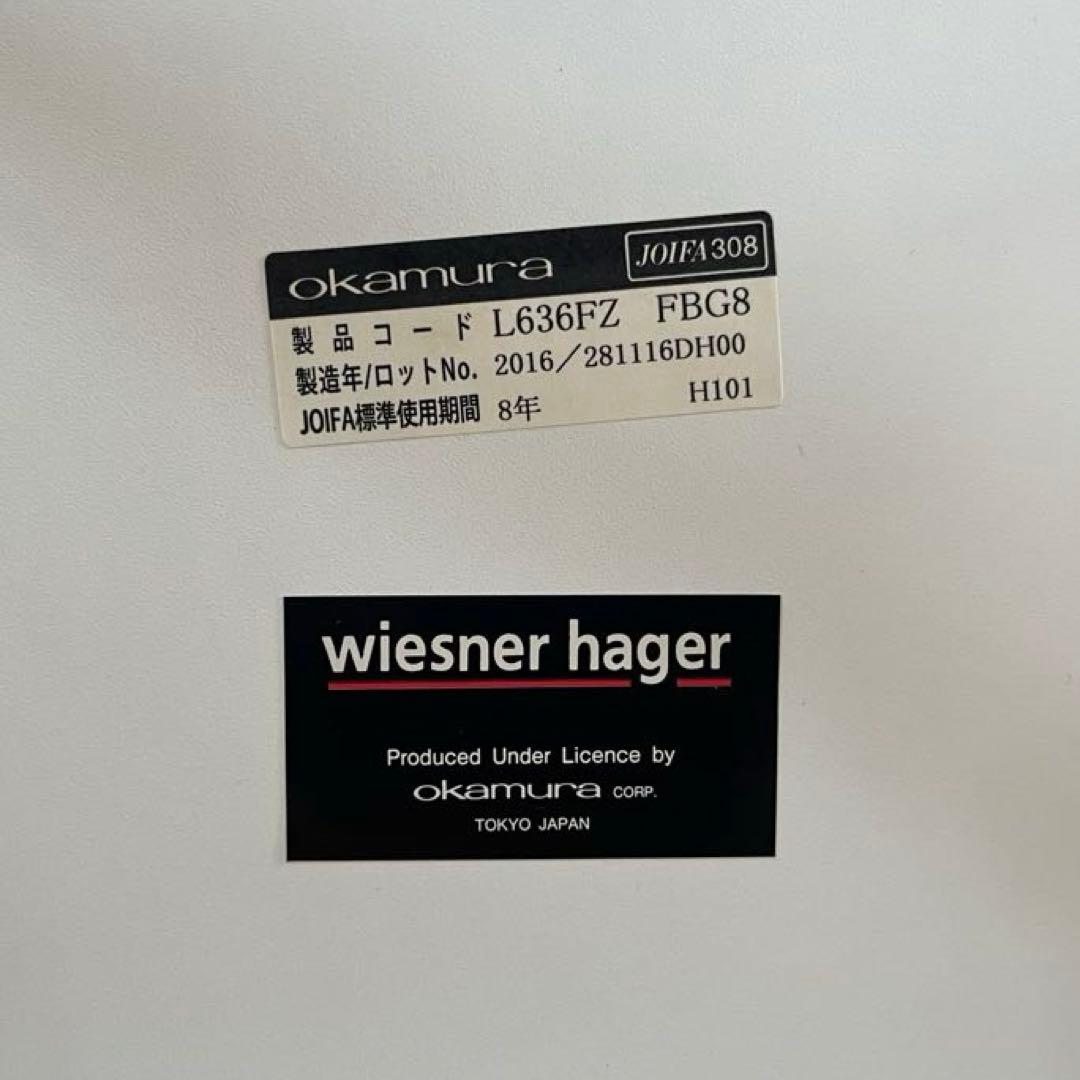 okamura JOIFA308
製品コード L636FZ FBG8
製造年/ロットNo. 2016/281116DH00
JOIFA標準使用期間 8年 H101
wiesner hager
Produced Under Licence by
okamura CORP.
TOKYO JAPAN